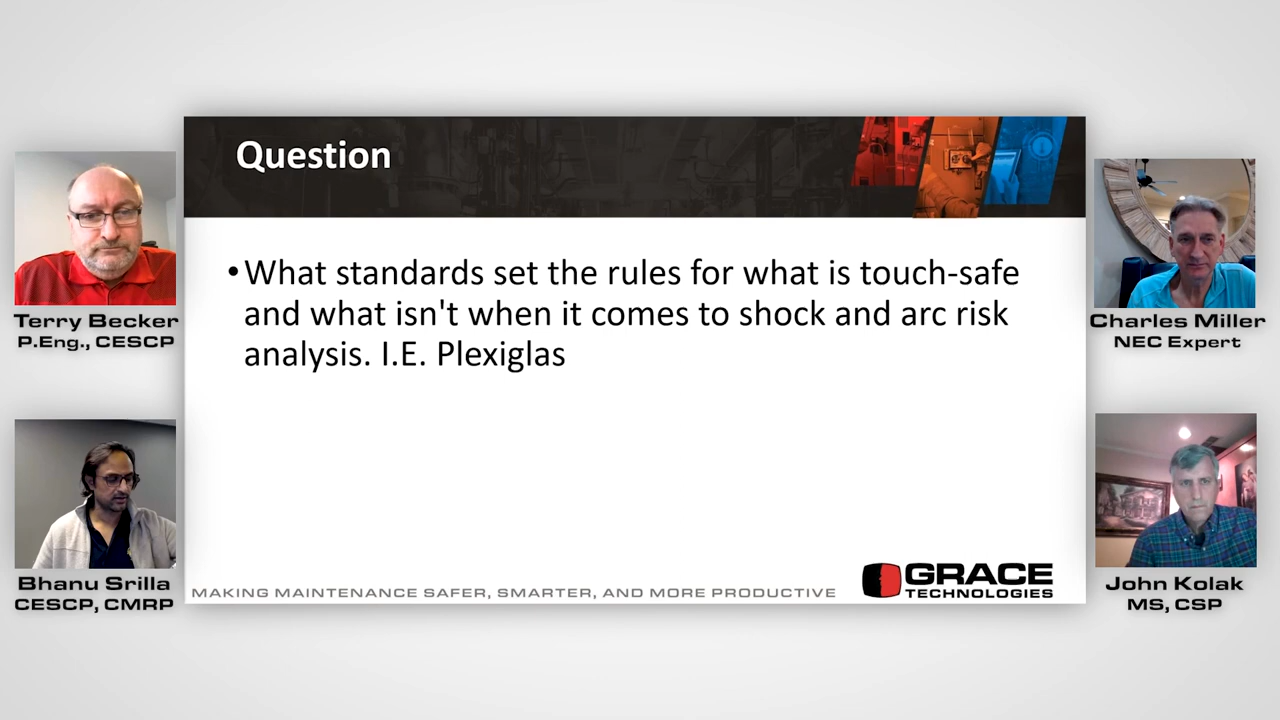 Question
•What standards set the rules for what is touch-safe
and what isn't when it comes to shock and arc risk
analysis. I.E. Plexiglas
Terry Becker
P.Eng., CESCP
Charles Miller
NEC Expert
Bhanu Srilla
CESCP, CMRP
John Kolak
MS, CSP
MAKING MAINTENANCE SAFER, SMARTER, AND MORE PRODUCTIVE
GRACE
TECHNOLOGIES